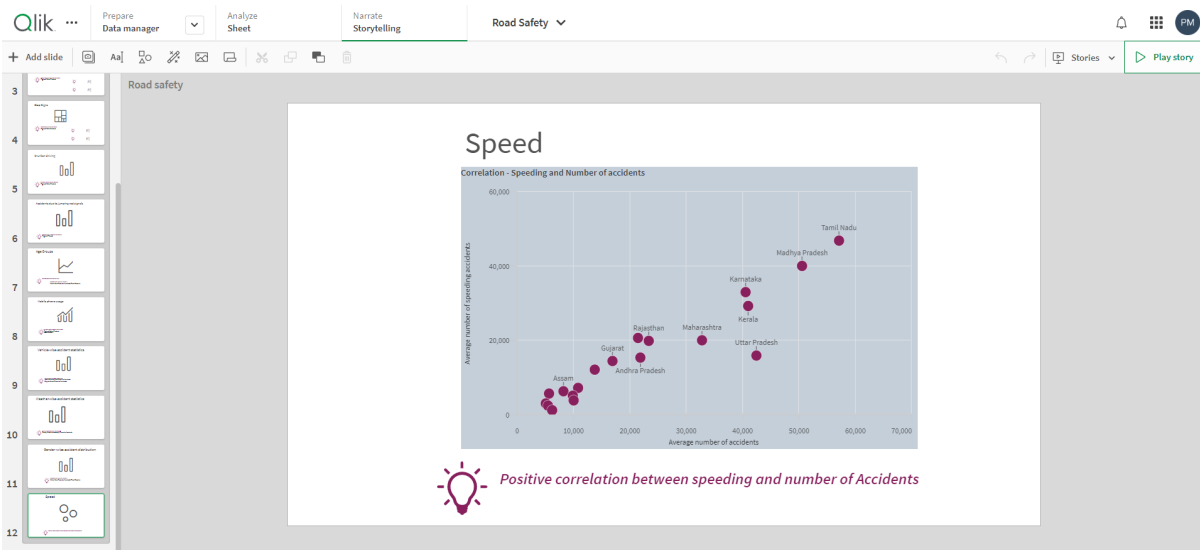 Qlik
Prepare
Data manager
Analyze
Sheet
Narrate
Storytelling
Road Safety
PM
Add slide
Aa
Stories
Play story
Road safety
3
4
5
6
7
8
9
10
11
12
Speed
Correlation - Speeding and Number of accidents
Average number of speeding accidents
60,000
40,000
20,000
0
Tamil Nadu
Madhya Pradesh
Karnataka
Kerala
Rajasthan
Maharashtra
Uttar Pradesh
Gujarat
Andhra Pradesh
Assam
0 10,000 20,000 30,000 40,000 50,000 60,000 70,000
Average number of accidents
Positive correlation between speeding and number of Accidents